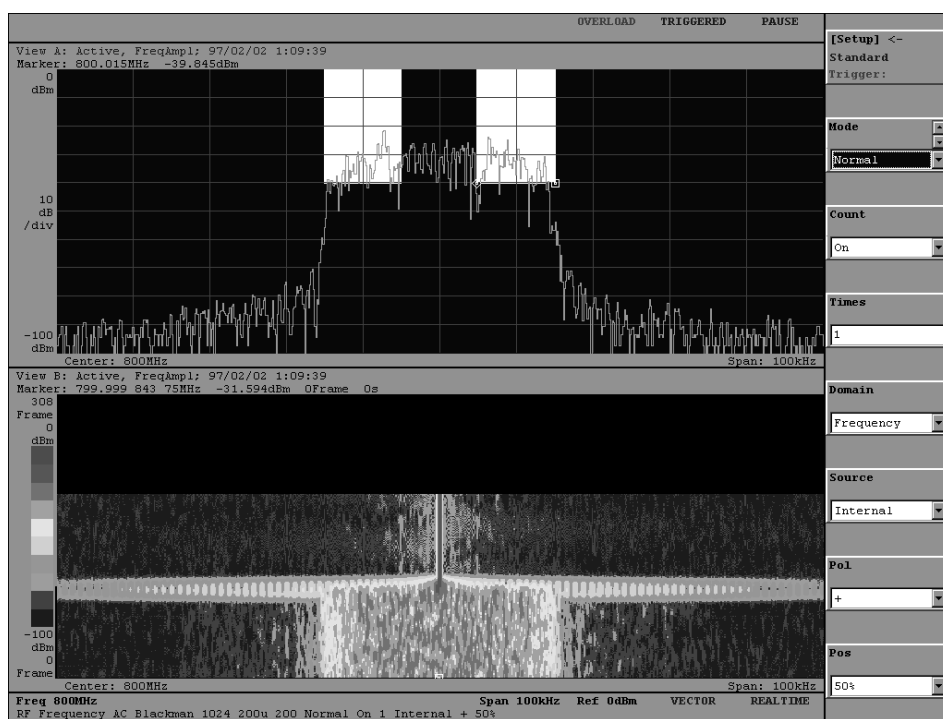 OVERLOAD TRIGGERED PAUSE
View A: Active, FreqAmpl; 97/02/02 1:09:39
Marker: 800.015MHz -39.845dBm
0
dBm
10
dB
/div
-100
dBm
Center: 800MHz Span: 100kHz
View B: Active, FreqAmpl; 97/02/02 1:09:39
Marker: 799.999 843 75MHz -31.594dBm 0Frame 0s
308
Frame
0
dBm
-100
dBm
0
Frame
Center: 800MHz Span: 100kHz
Freq 800MHz Span 100kHz Ref 0dBm VECTOR REALTIME
RF Frequency AC Blackman 1024 200u 200 Normal On 1 Internal + 50%
[Setup] <-
Standard
Trigger:
Mode
Normal
Count
On
Times
1
Domain
Frequency
Source
Internal
Pol
+
Pos
50%